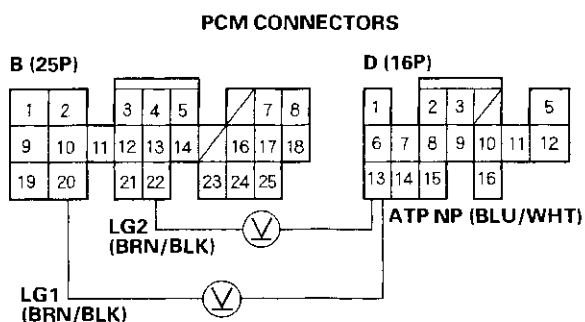 PCM CONNECTORS
B (25P)
D (16P)
1 2 3 4 5 7 8
9 10 11 12 13 14 16 17 18
19 20 21 22 23 24 25
1 2 3 5
6 7 8 9 10 11 12
13 14 15 16
LG2
(BRN/BLK)
V
ATP NP (BLU/WHT)
LG1
(BRN/BLK)
V